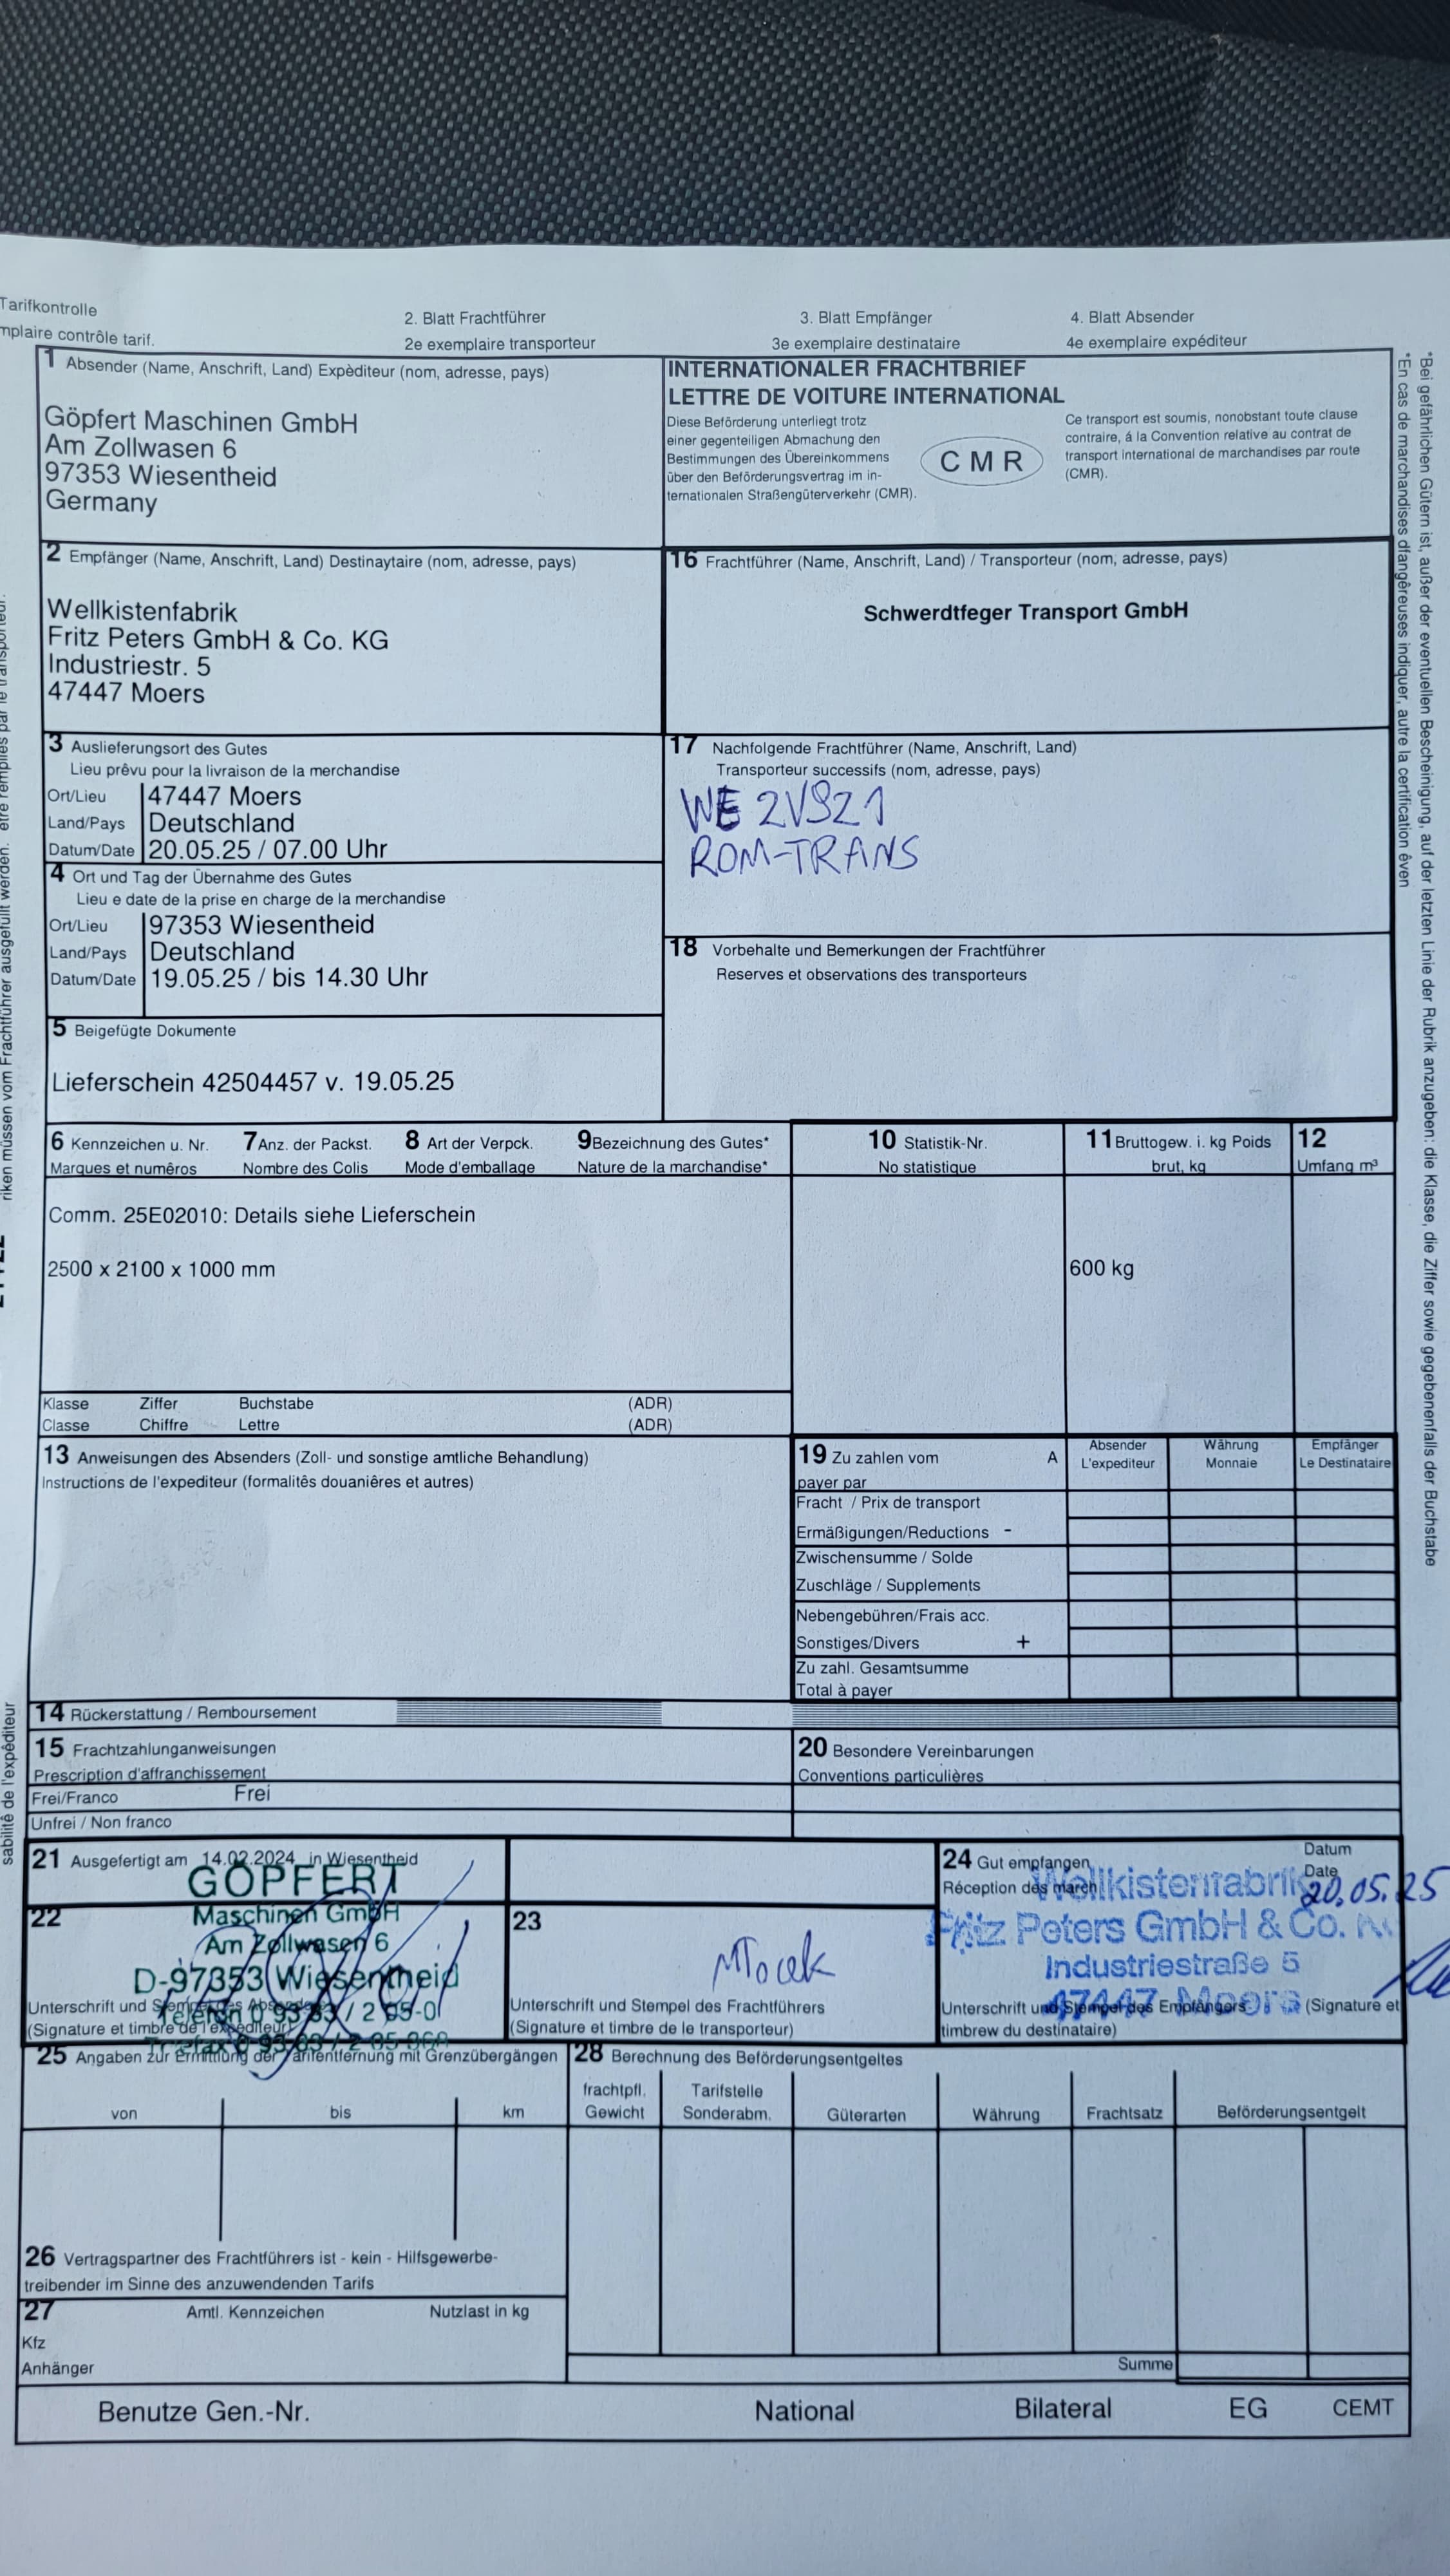 Tarifkontrolle
mplaire contrôle tarif.
2. Blatt Frachtführer
2e exemplaire transporteur
3. Blatt Empfänger
3e exemplaire destinataire
4. Blatt Absender
4e exemplaire expéditeur
1 Absender (Name, Anschrift, Land) Expèditeur (nom, adresse, pays)
Göpfert Maschinen GmbH
Am Zollwasen 6
97353 Wiesentheid
Germany
INTERNATIONALER FRACHTBRIEF
LETTRE DE VOITURE INTERNATIONAL
Diese Beförderung unterliegt trotz
einer gegenteiligen Abmachung den
Bestimmungen des Übereinkommens
über den Beförderungsvertrag im in-
ternationalen Straßengüterverkehr (CMR).
CMR
Ce transport est soumis, nonobstant toute clause
contraire, á la Convention relative au contrat de
transport international de marchandises par route
(CMR).
2 Empfänger (Name, Anschrift, Land) Destinaytaire (nom, adresse, pays)
Wellkistenfabrik
Fritz Peters GmbH & Co. KG
Industriestr. 5
47447 Moers
16 Frachtführer (Name, Anschrift, Land) / Transporteur (nom, adresse, pays)
Schwerdtfeger Transport GmbH
3 Auslieferungsort des Gutes
Lieu prêvu pour la livraison de la merchandise
Ort/Lieu 47447 Moers
Land/Pays Deutschland
Datum/Date 20.05.25 / 07.00 Uhr
17 Nachfolgende Frachtführer (Name, Anschrift, Land)
Transporteur successifs (nom, adresse, pays)
WE 2VS21
ROM-TRANS
4 Ort und Tag der Übernahme des Gutes
Lieu e date de la prise en charge de la merchandise
Ort/Lieu 97353 Wiesentheid
Land/Pays Deutschland
Datum/Date 19.05.25 / bis 14.30 Uhr
18 Vorbehalte und Bemerkungen der Frachtführer
Reserves et observations des transporteurs
5 Beigefügte Dokumente
Lieferschein 42504457 v. 19.05.25
6 Kennzeichen u. Nr. 7 Anz. der Packst. 8 Art der Verpck. 9 Bezeichnung des Gutes* 10 Statistik-Nr. 11 Bruttogew. i. kg Poids 12
Marques et numêros Nombre des Colis Mode d'emballage Nature de la marchandise* No statistique brut, kg Umfang m³
Comm. 25E02010: Details siehe Lieferschein
2500 x 2100 x 1000 mm 600 kg
Klasse Ziffer Buchstabe (ADR)
Classe Chiffre Lettre (ADR)
13 Anweisungen des Absenders (Zoll- und sonstige amtliche Behandlung)
Instructions de l'expediteur (formalitês douaniêres et autres)
19 Zu zahlen vom A Absender Währung Empfänger
payer par L'expediteur Monnaie Le Destinataire
Fracht / Prix de transport
Ermäßigungen/Reductions -
Zwischensumme / Solde
Zuschläge / Supplements
Nebengebühren/Frais acc.
Sonstiges/Divers +
Zu zahl. Gesamtsumme
Total à payer
14 Rückerstattung / Remboursement
15 Frachtzahlunganweisungen
Prescription d'affranchissement
Frei/Franco Frei
Unfrei / Non franco
20 Besondere Vereinbarungen
Conventions particulières
21 Ausgefertigt am 14.02.2024 in Wiesentheid
22
GÖPFERT
Maschinen GmbH
Am Zollwasen 6
D-97353 Wiesentheid
Telefon 0 93 83 / 2 05-0
Unterschrift und Stempel des Absenders
(Signature et timbre de l'expéditeur)
23
Mlocek
Unterschrift und Stempel des Frachtführers
(Signature et timbre de le transporteur)
24 Gut empfangen
Réception des march.
Datum
Date
20.05.25
Wellkistenfabrik
Fritz Peters GmbH & Co. KG
Industriestraße 5
47447 Moers
Unterschrift und Stempel des Empfängers (Signature et
timbrew du destinataire)
25 Angaben zur Ermittlung der Tarifentfernung mit Grenzübergängen
von bis km
28 Berechnung des Beförderungsentgeltes
frachtpfl. Tarifstelle
Gewicht Sonderabm. Güterarten Währung Frachtsatz Beförderungsentgelt
26 Vertragspartner des Frachtführers ist - kein - Hilfsgewerbe-
treibender im Sinne des anzuwendenden Tarifs
27 Amtl. Kennzeichen Nutzlast in kg
Kfz
Anhänger
Summe
Benutze Gen.-Nr. National Bilateral EG CEMT
*Bei gefährlichen Gütern ist, außer der eventuellen Bescheinigung, auf der letzten Linie der Rubrik anzugeben: die Klasse, die Ziffer sowie gegebenenfalls der Buchstabe
*En cas de marchandises dfangêreuses indiquer, autre la certification êven
riken müssen vom Frachtführer ausgefüllt werden.
être remplies par le transporteur.
sabilité de l'expéditeur